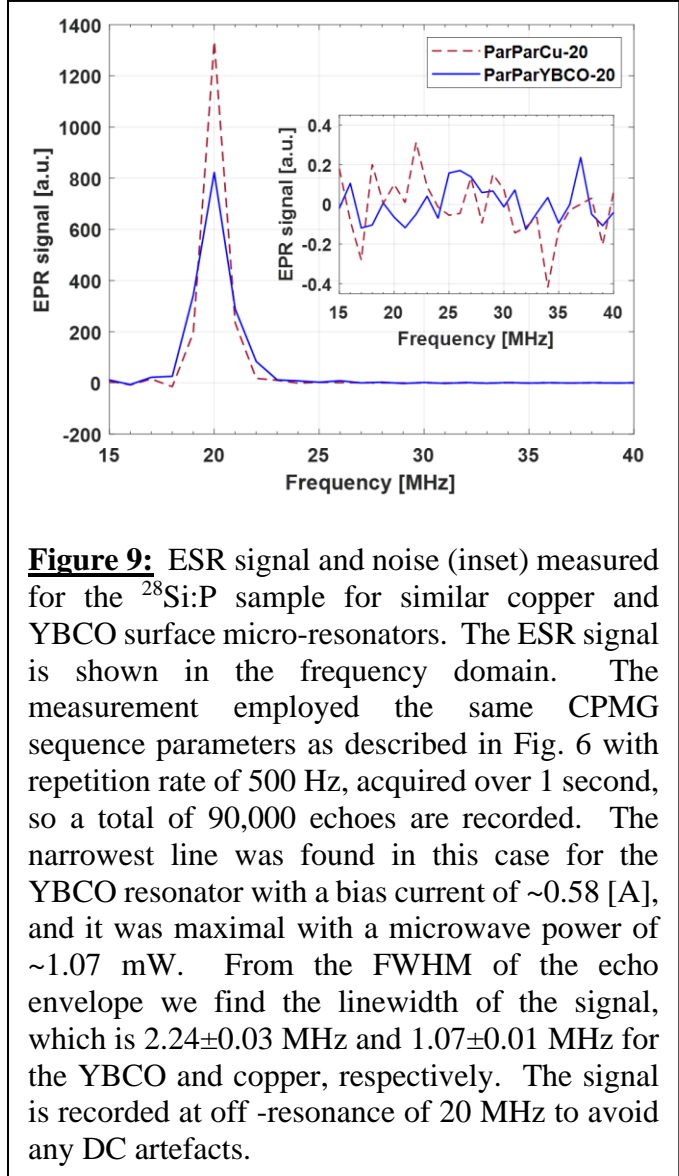 1400
1200
1000
800
600
400
200
0
-200
EPR signal [a.u.]
15 20 25 30 35 40
Frequency [MHz]
ParParCu-20
ParParYBCO-20
0.4
0.2
0
-0.2
-0.4
EPR signal [a.u.]
15 20 25 30 35 40
Frequency [MHz]
Figure 9: ESR signal and noise (inset) measured
for the ²⁸Si:P sample for similar copper and
YBCO surface micro-resonators. The ESR signal
is shown in the frequency domain. The
measurement employed the same CPMG
sequence parameters as described in Fig. 6 with
repetition rate of 500 Hz, acquired over 1 second,
so a total of 90,000 echoes are recorded. The
narrowest line was found in this case for the
YBCO resonator with a bias current of ~0.58 [A],
and it was maximal with a microwave power of
~1.07 mW. From the FWHM of the echo
envelope we find the linewidth of the signal,
which is 2.24±0.03 MHz and 1.07±0.01 MHz for
the YBCO and copper, respectively. The signal
is recorded at off -resonance of 20 MHz to avoid
any DC artefacts.